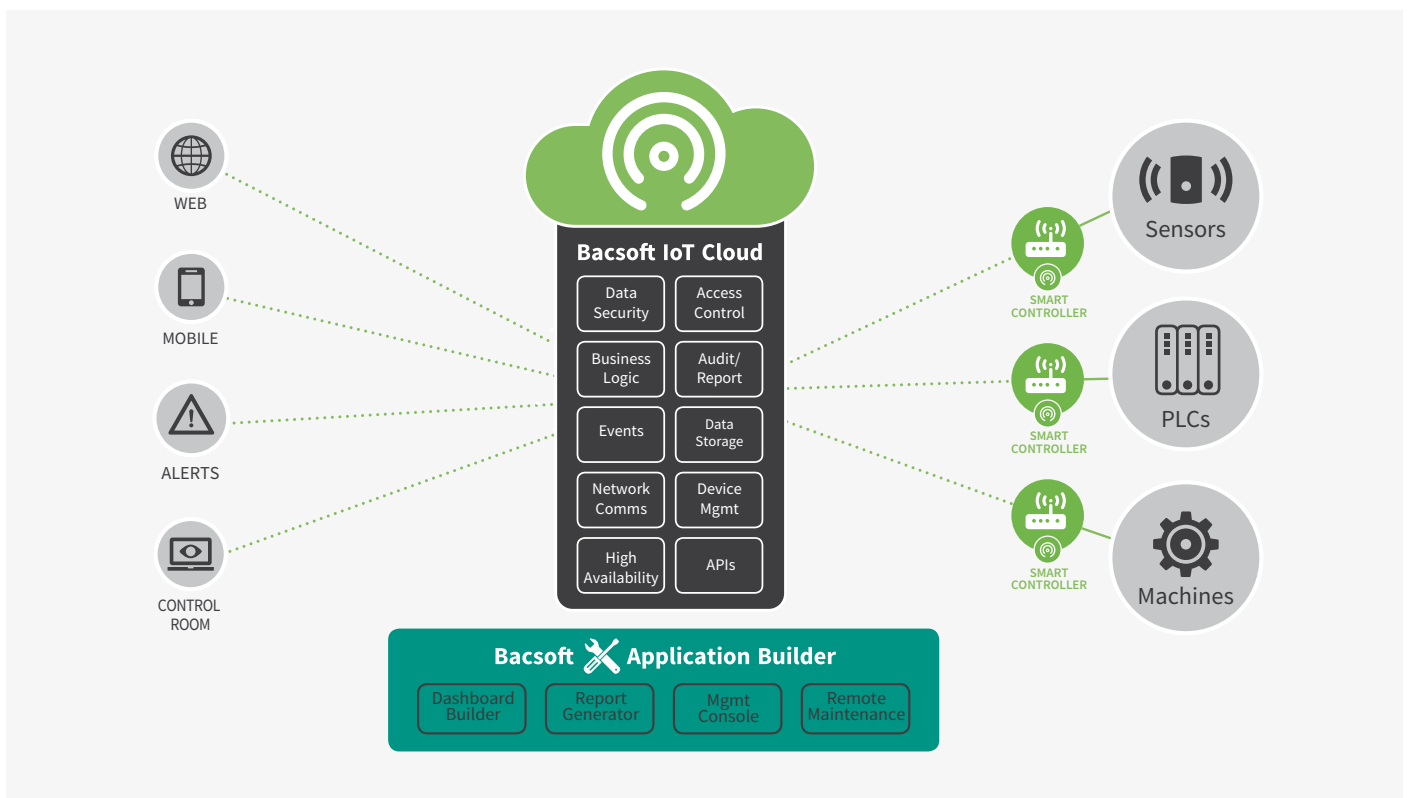 WEB
MOBILE
ALERTS
CONTROL
ROOM
Bacsoft IoT Cloud
Data
Security
Access
Control
Business
Logic
Audit/
Report
Events
Data
Storage
Network
Comms
Device
Mgmt
High
Availability
APIs
SMART
CONTROLLER
SMART
CONTROLLER
SMART
CONTROLLER
Sensors
PLCs
Machines
Bacsoft Application Builder
Dashboard
Builder
Report
Generator
Mgmt
Console
Remote
Maintenance